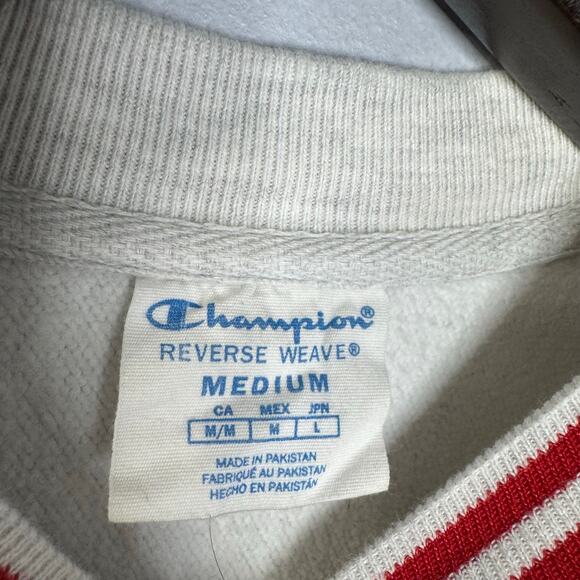 Champion®
REVERSE WEAVE®
MEDIUM
CA MEX JPN
M/M M L
MADE IN PAKISTAN
FABRIQUÉ AU PAKISTAN
HECHO EN PAKISTÁN